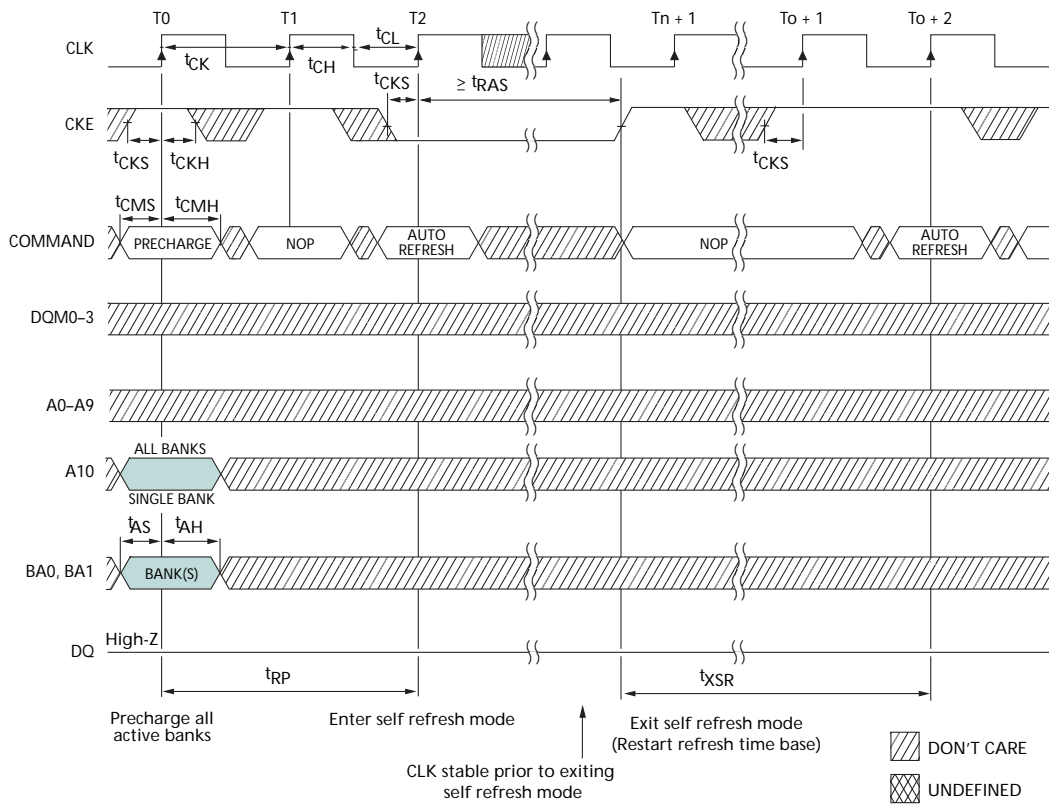 T0 T1 T2 Tn + 1 To + 1 To + 2
CLK
tCK tCH tCL
tCKS ≥ tRAS
CKE
tCKS tCKH tCKS
tCMS tCMH
COMMAND PRECHARGE NOP AUTO REFRESH NOP AUTO REFRESH
DQM0–3
A0–A9
ALL BANKS
A10
SINGLE BANK
tAS tAH
BA0, BA1 BANK(S)
High-Z
DQ
tRP tXSR
Precharge all
active banks
Enter self refresh mode
Exit self refresh mode
(Restart refresh time base)
CLK stable prior to exiting
self refresh mode
DON'T CARE
UNDEFINED